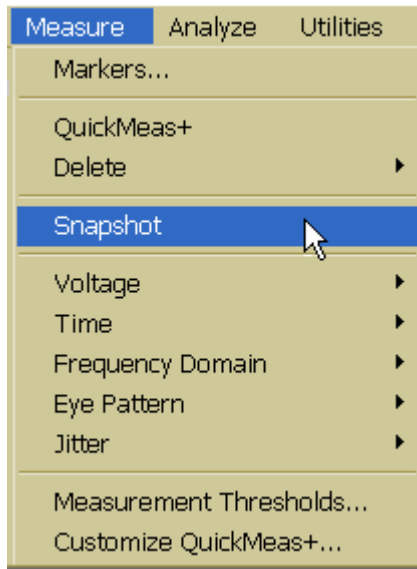 Measure Analyze Utilities
Markers...
QuickMeas+
Delete
Snapshot
Voltage
Time
Frequency Domain
Eye Pattern
Jitter
Measurement Thresholds...
Customize QuickMeas+...